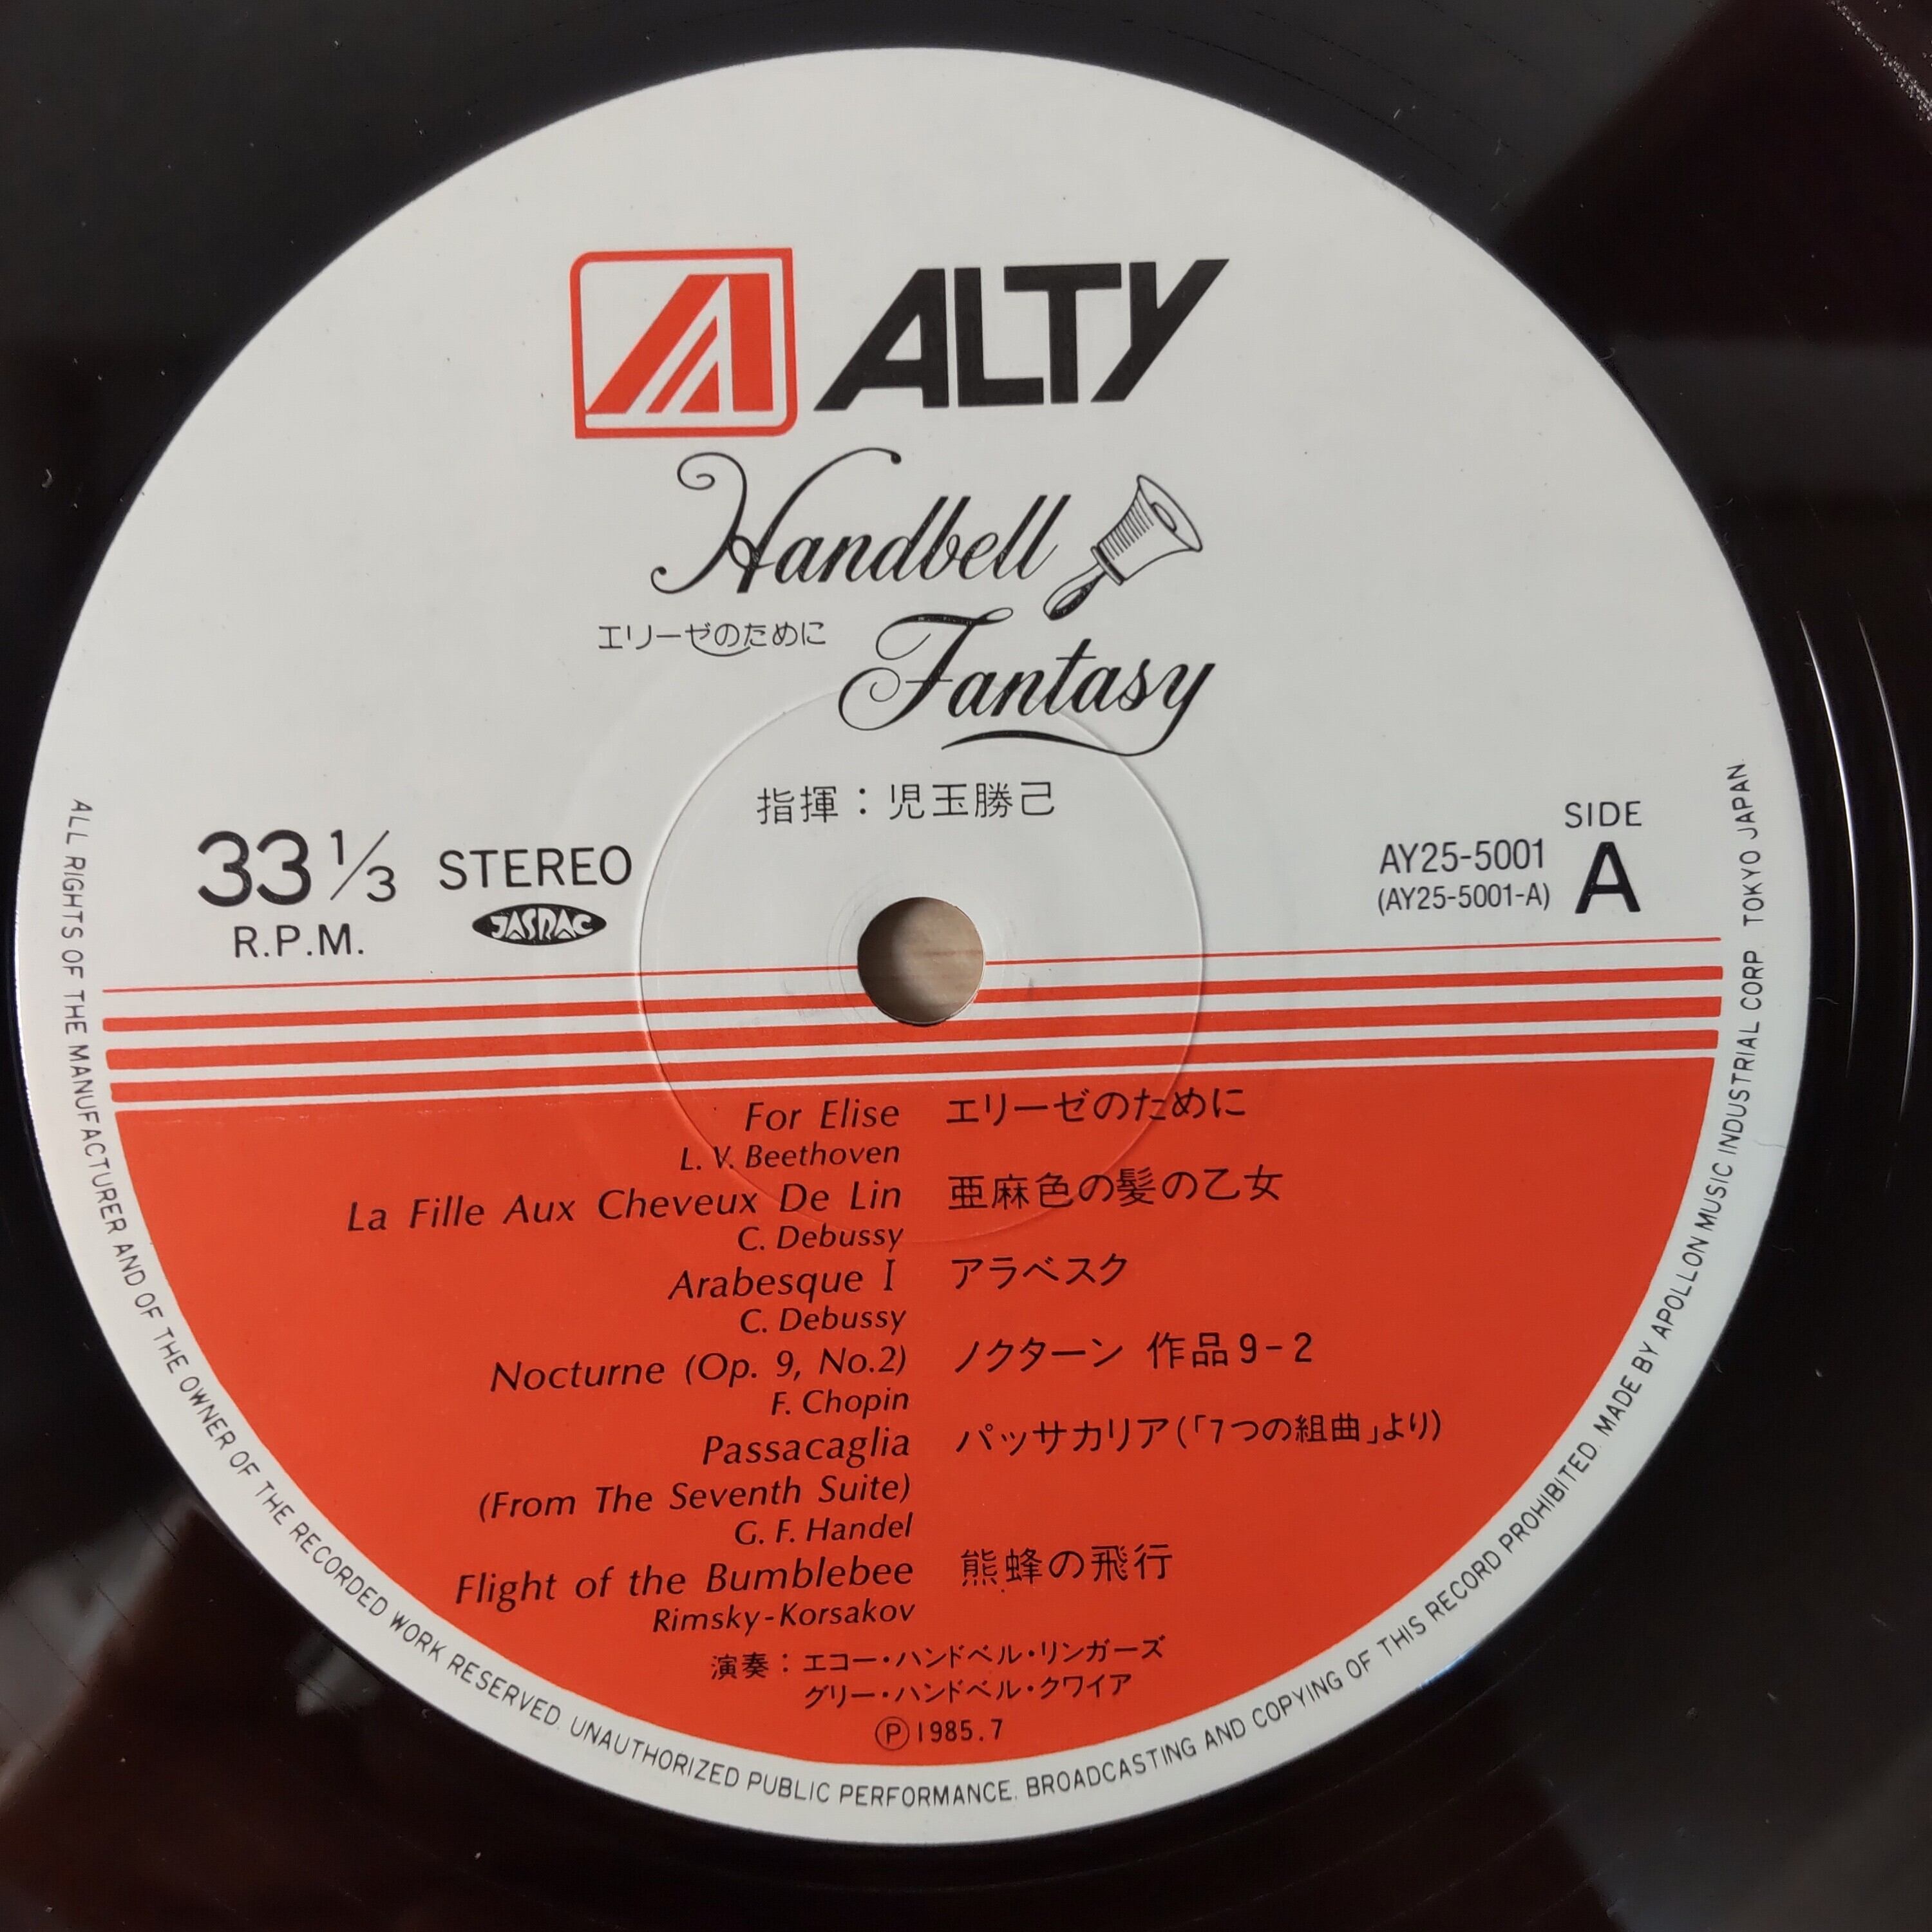 ALTY
Handbell
エリーゼのために
Fantasy
指揮：児玉勝己
33 1/3
R.P.M.
STEREO
JASRAC
AY25-5001
(AY25-5001-A)
SIDE
A
For Elise エリーゼのために
L. V. Beethoven
La Fille Aux Cheveux De Lin 亜麻色の髪の乙女
C. Debussy
Arabesque I アラベスク
C. Debussy
Nocturne (Op. 9, No.2) ノクターン 作品9-2
F. Chopin
Passacaglia パッサカリア(「7つの組曲」より)
(From The Seventh Suite)
G. F. Handel
Flight of the Bumblebee 熊蜂の飛行
Rimsky-Korsakov
演奏：エコー・ハンドベル・リンガーズ
グリー・ハンドベル・クワイア
Ⓟ1985.7
ALL RIGHTS OF THE MANUFACTURER AND OF THE OWNER OF THE RECORDED WORK RESERVED. UNAUTHORIZED PUBLIC PERFORMANCE. BROADCASTING AND COPYING OF THIS RECORD PROHIBITED. MADE BY APOLLON MUSIC INDUSTRIAL CORP. TOKYO JAPAN